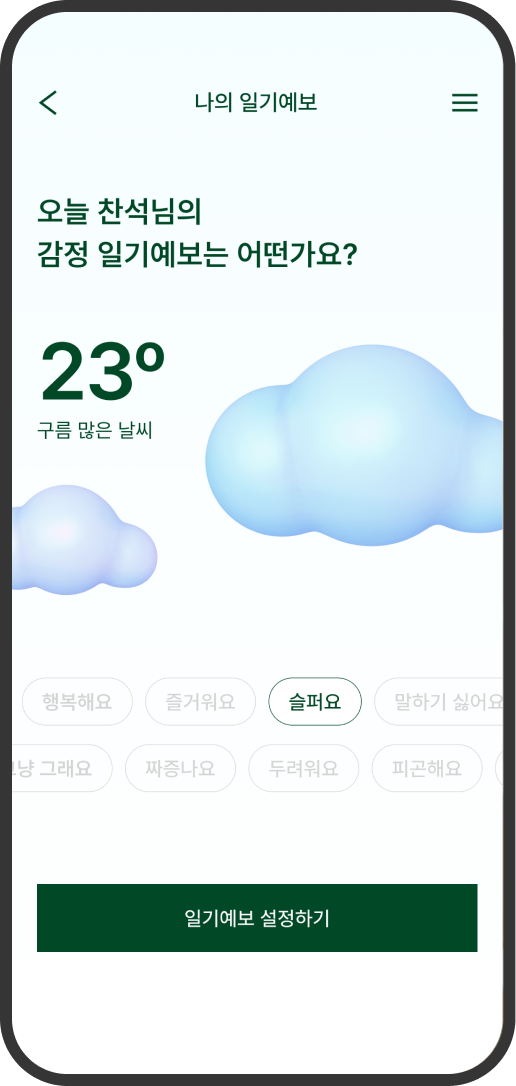 나의 일기예보
오늘 찬석님의
감정 일기예보는 어떤가요?
23º
구름 많은 날씨
행복해요 즐거워요 슬퍼요 말하기 싫어요
그냥 그래요 짜증나요 두려워요 피곤해요
일기예보 설정하기